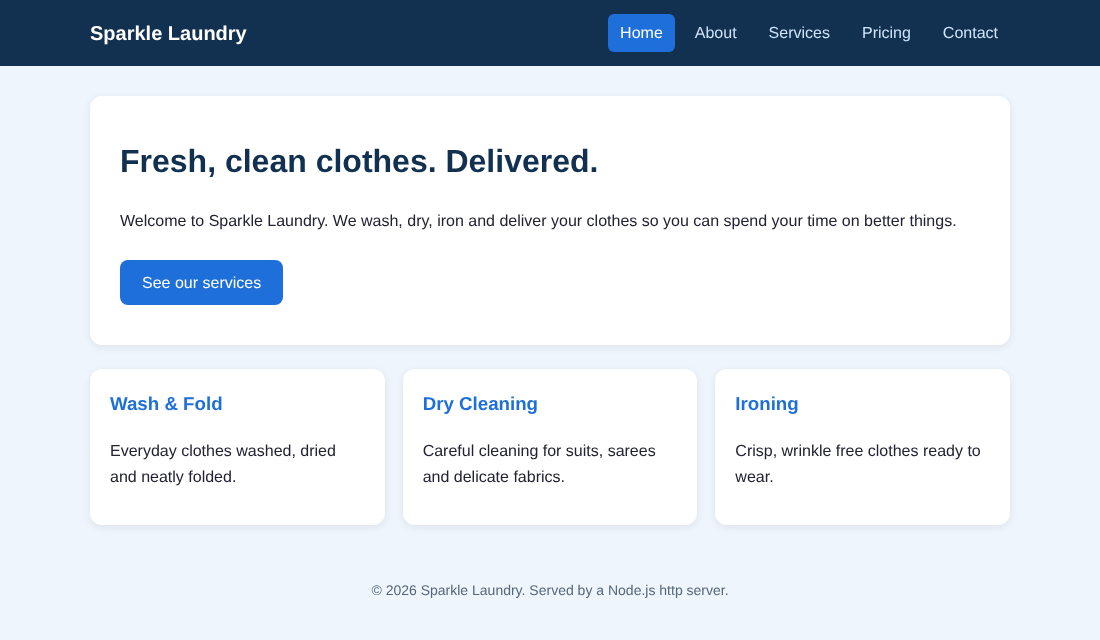 Sparkle Laundry
Home About Services Pricing Contact
Fresh, clean clothes. Delivered.
Welcome to Sparkle Laundry. We wash, dry, iron and deliver your clothes so you can spend your time on better things.
See our services
Wash & Fold
Everyday clothes washed, dried
and neatly folded.
Dry Cleaning
Careful cleaning for suits, sarees
and delicate fabrics.
Ironing
Crisp, wrinkle free clothes ready to
wear.
© 2026 Sparkle Laundry. Served by a Node.js http server.